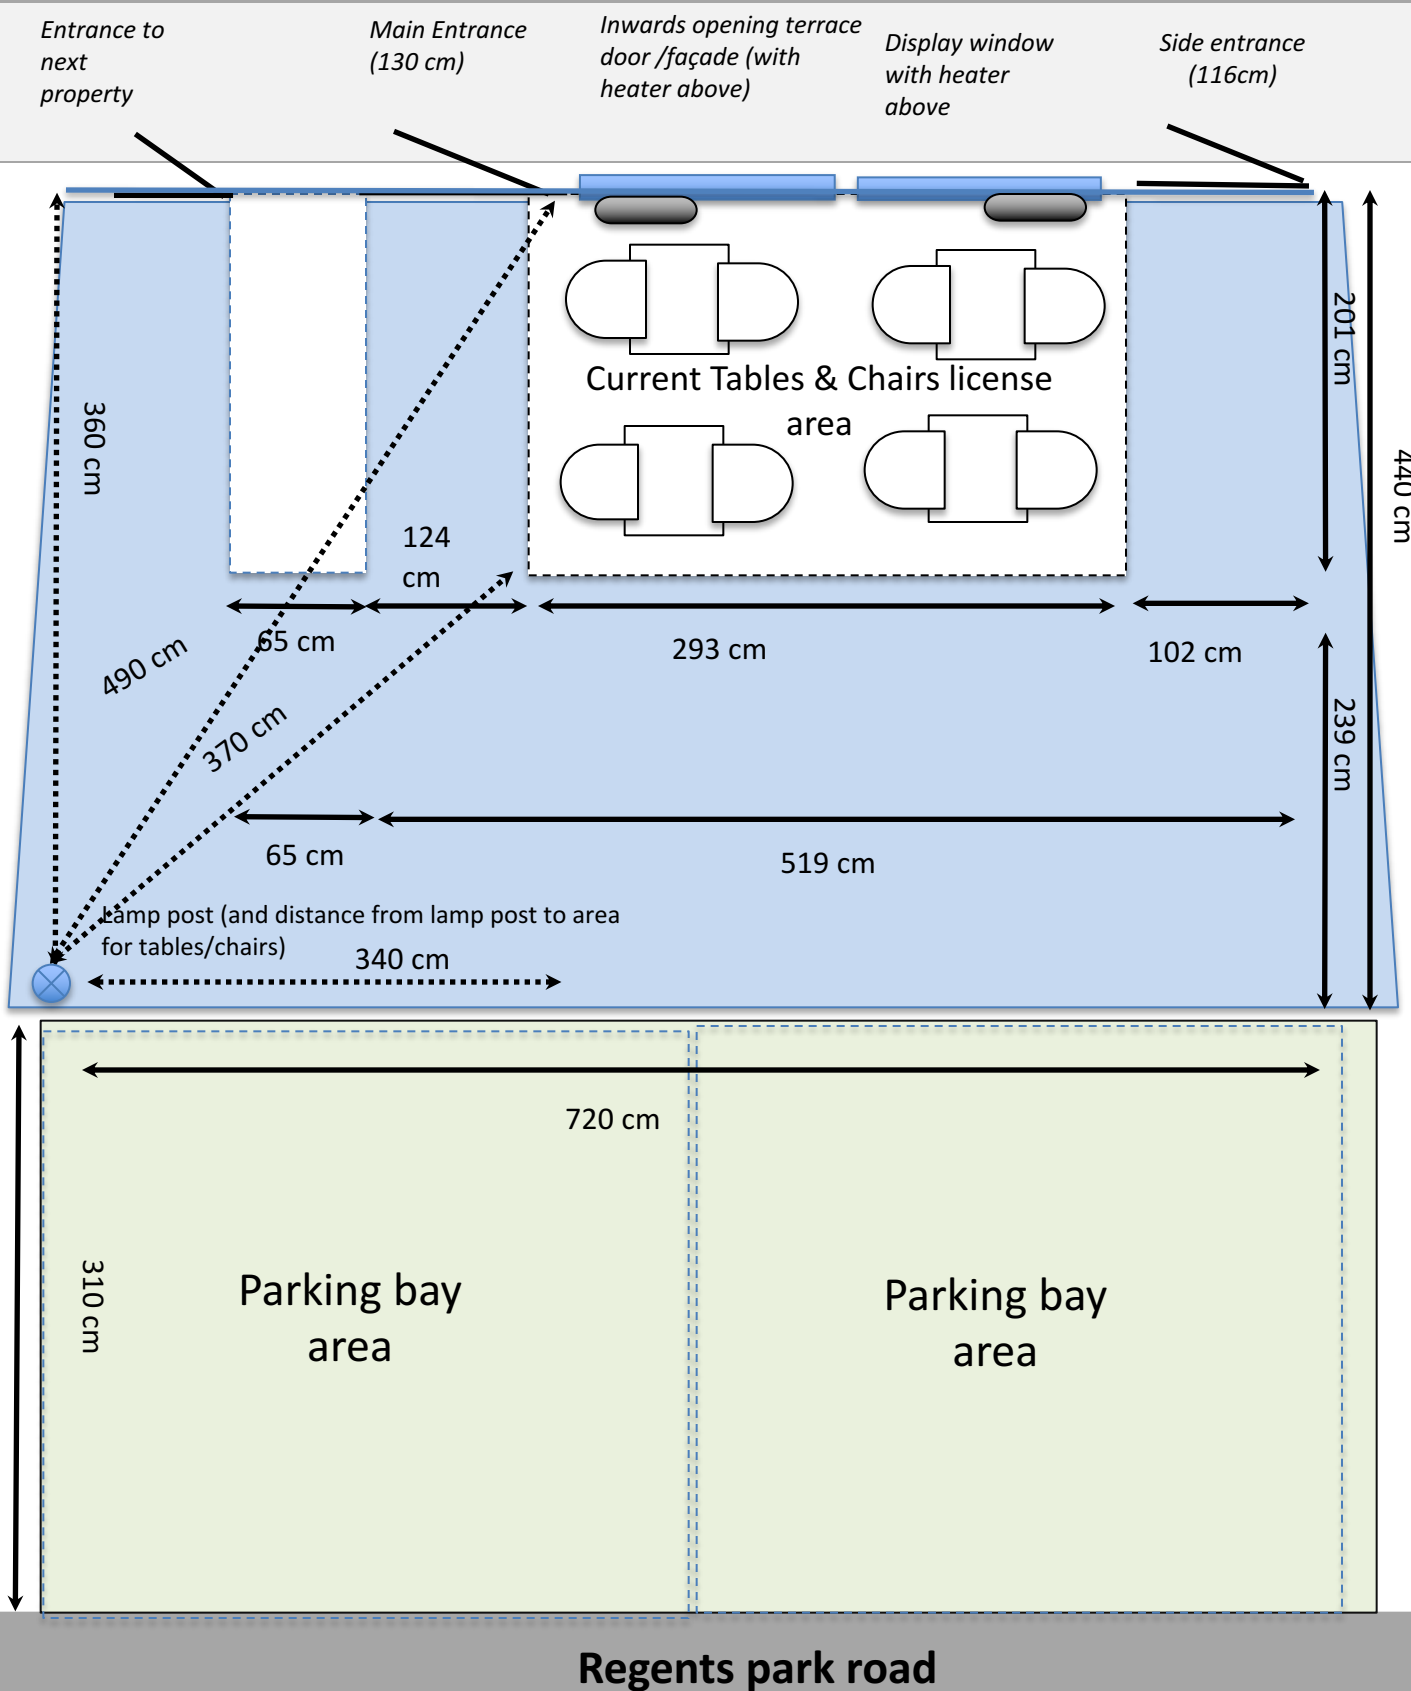 Entrance to
next
property
Main Entrance
(130 cm)
Inwards opening terrace
door /façade (with
heater above)
Display window
with heater
above
Side entrance
(116cm)
201 cm
360 cm
Current Tables & Chairs license
area
440 cm
124
cm
65 cm
293 cm
102 cm
490 cm
370 cm
239 cm
65 cm
519 cm
Lamp post (and distance from lamp post to area
for tables/chairs)
340 cm
720 cm
310 cm
Parking bay
area
Parking bay
area
Regents park road